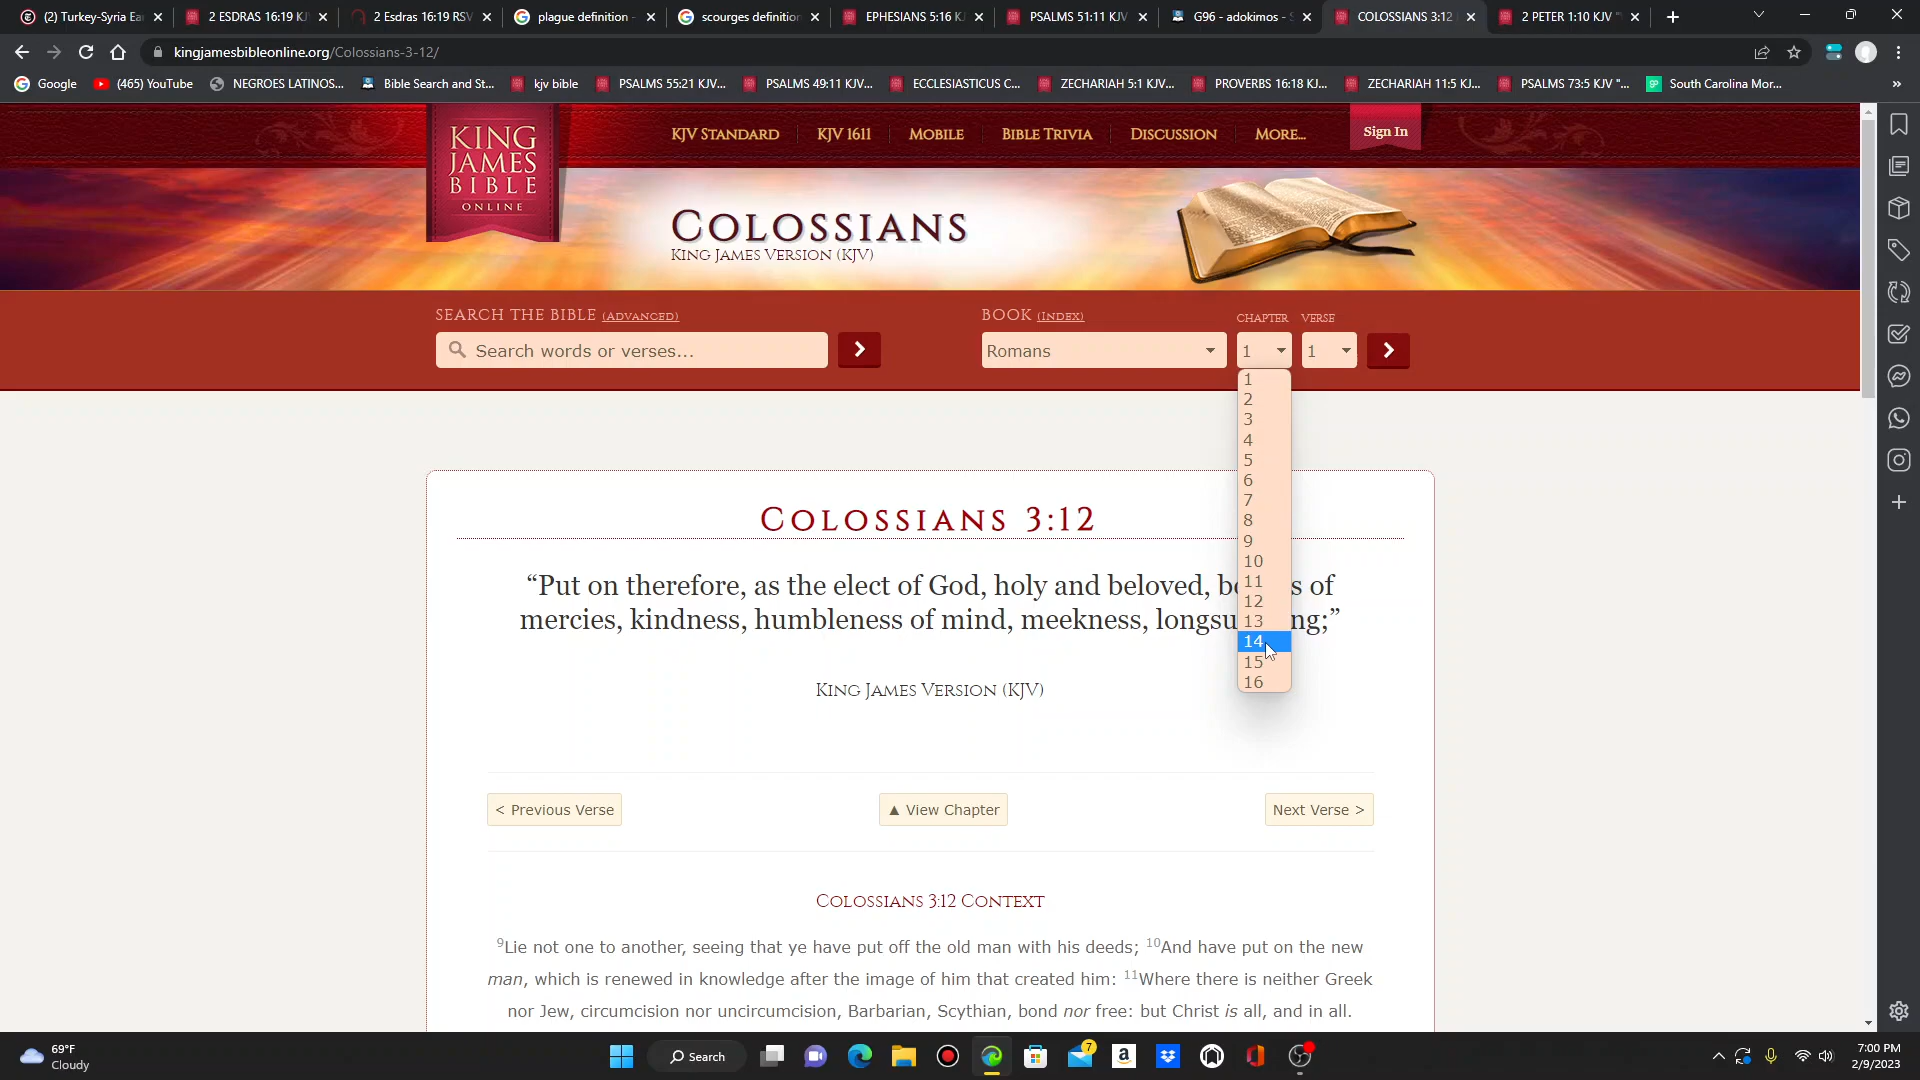 (2) Turkey-Syria Ea
2 ESDRAS 16:19 KJ
2 Esdras 16:19 RSV
plague definition -
scourges definition
EPHESIANS 5:16 KJ
PSALMS 51:11 KJV
G96 - adokimos - S
COLOSSIANS 3:12
2 PETER 1:10 KJV "
kingjamesbibleonline.org/Colossians-3-12/
Google
(465) YouTube
NEGROES LATINOS...
Bible Search and St...
kjv bible
PSALMS 55:21 KJV...
PSALMS 49:11 KJV...
ECCLESIASTICUS C...
ZECHARIAH 5:1 KJV...
PROVERBS 16:18 KJ...
ZECHARIAH 11:5 KJ...
PSALMS 73:5 KJV "...
South Carolina Mor...
»
KING
JAMES
BIBLE
ONLINE
KJV STANDARD
KJV 1611
MOBILE
BIBLE TRIVIA
DISCUSSION
MORE...
Sign In
COLOSSIANS
KING JAMES VERSION (KJV)
SEARCH THE BIBLE (ADVANCED)
BOOK (INDEX)
CHAPTER
VERSE
Search words or verses...
Romans
1
1
1
2
3
4
5
6
7
8
9
10
11
12
13
14
15
16
COLOSSIANS 3:12
“Put on therefore, as the elect of God, holy and beloved, bo s of
mercies, kindness, humbleness of mind, meekness, longsu ng;”
KING JAMES VERSION (KJV)
< Previous Verse
▲ View Chapter
Next Verse >
COLOSSIANS 3:12 CONTEXT
9Lie not one to another, seeing that ye have put off the old man with his deeds; 10And have put on the new
man, which is renewed in knowledge after the image of him that created him: 11Where there is neither Greek
nor Jew, circumcision nor uncircumcision, Barbarian, Scythian, bond nor free: but Christ is all, and in all.
69°F
Cloudy
Search
7
7:00 PM
2/9/2023